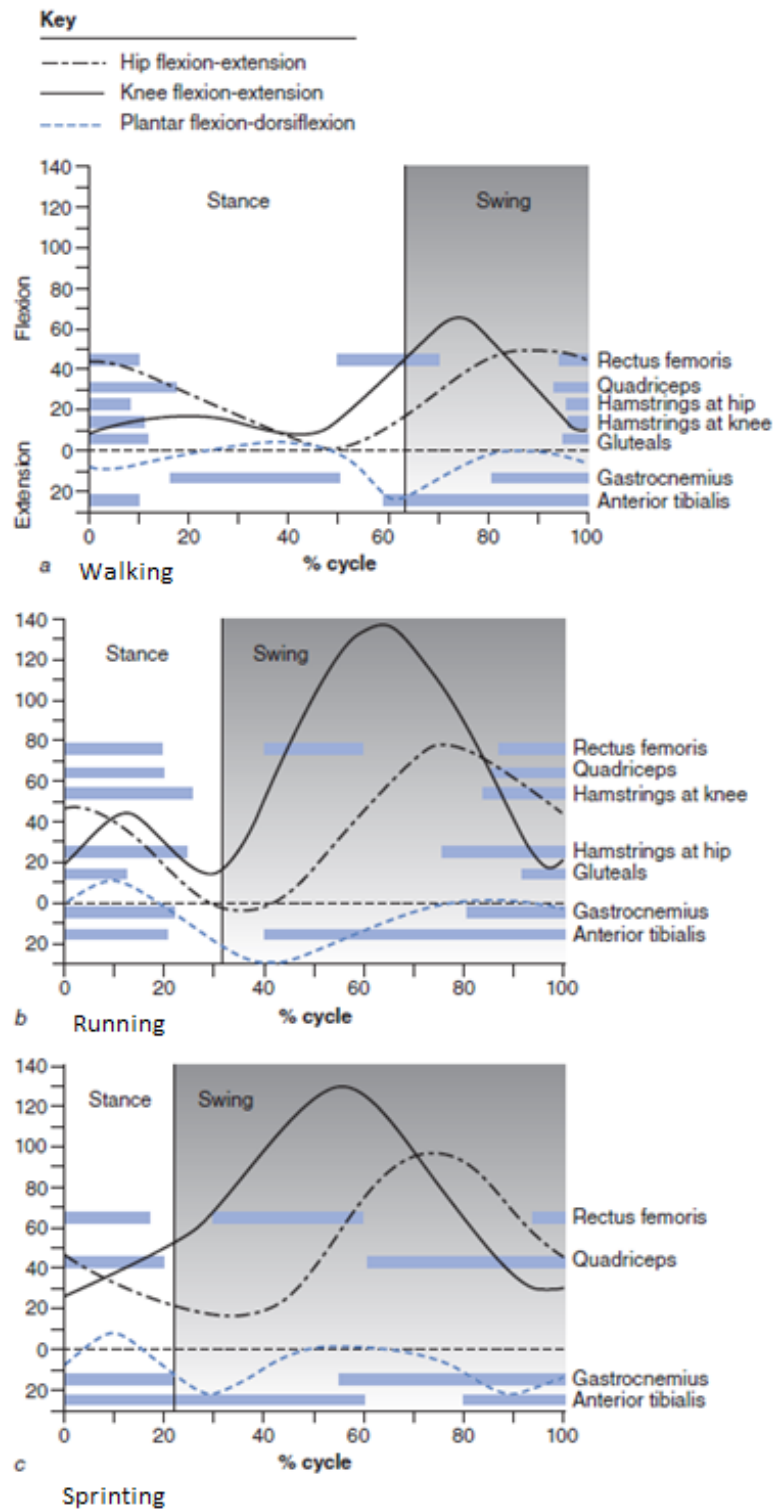 Key
Hip flexion-extension
Knee flexion-extension
Plantar flexion-dorsiflexion
140
120
100
80
60
40
20
0
20
Flexion
Extension
Stance
Swing
Rectus femoris
Quadriceps
Hamstrings at hip
Hamstrings at knee
Gluteals
Gastrocnemius
Anterior tibialis
0 20 40 60 80 100
% cycle
a Walking
140
120
100
80
60
40
20
0
20
Stance
Swing
Rectus femoris
Quadriceps
Hamstrings at knee
Hamstrings at hip
Gluteals
Gastrocnemius
Anterior tibialis
0 20 40 60 80 100
% cycle
b Running
140
120
100
80
60
40
20
0
20
Stance
Swing
Rectus femoris
Quadriceps
Gastrocnemius
Anterior tibialis
0 20 40 60 80 100
% cycle
c
Sprinting